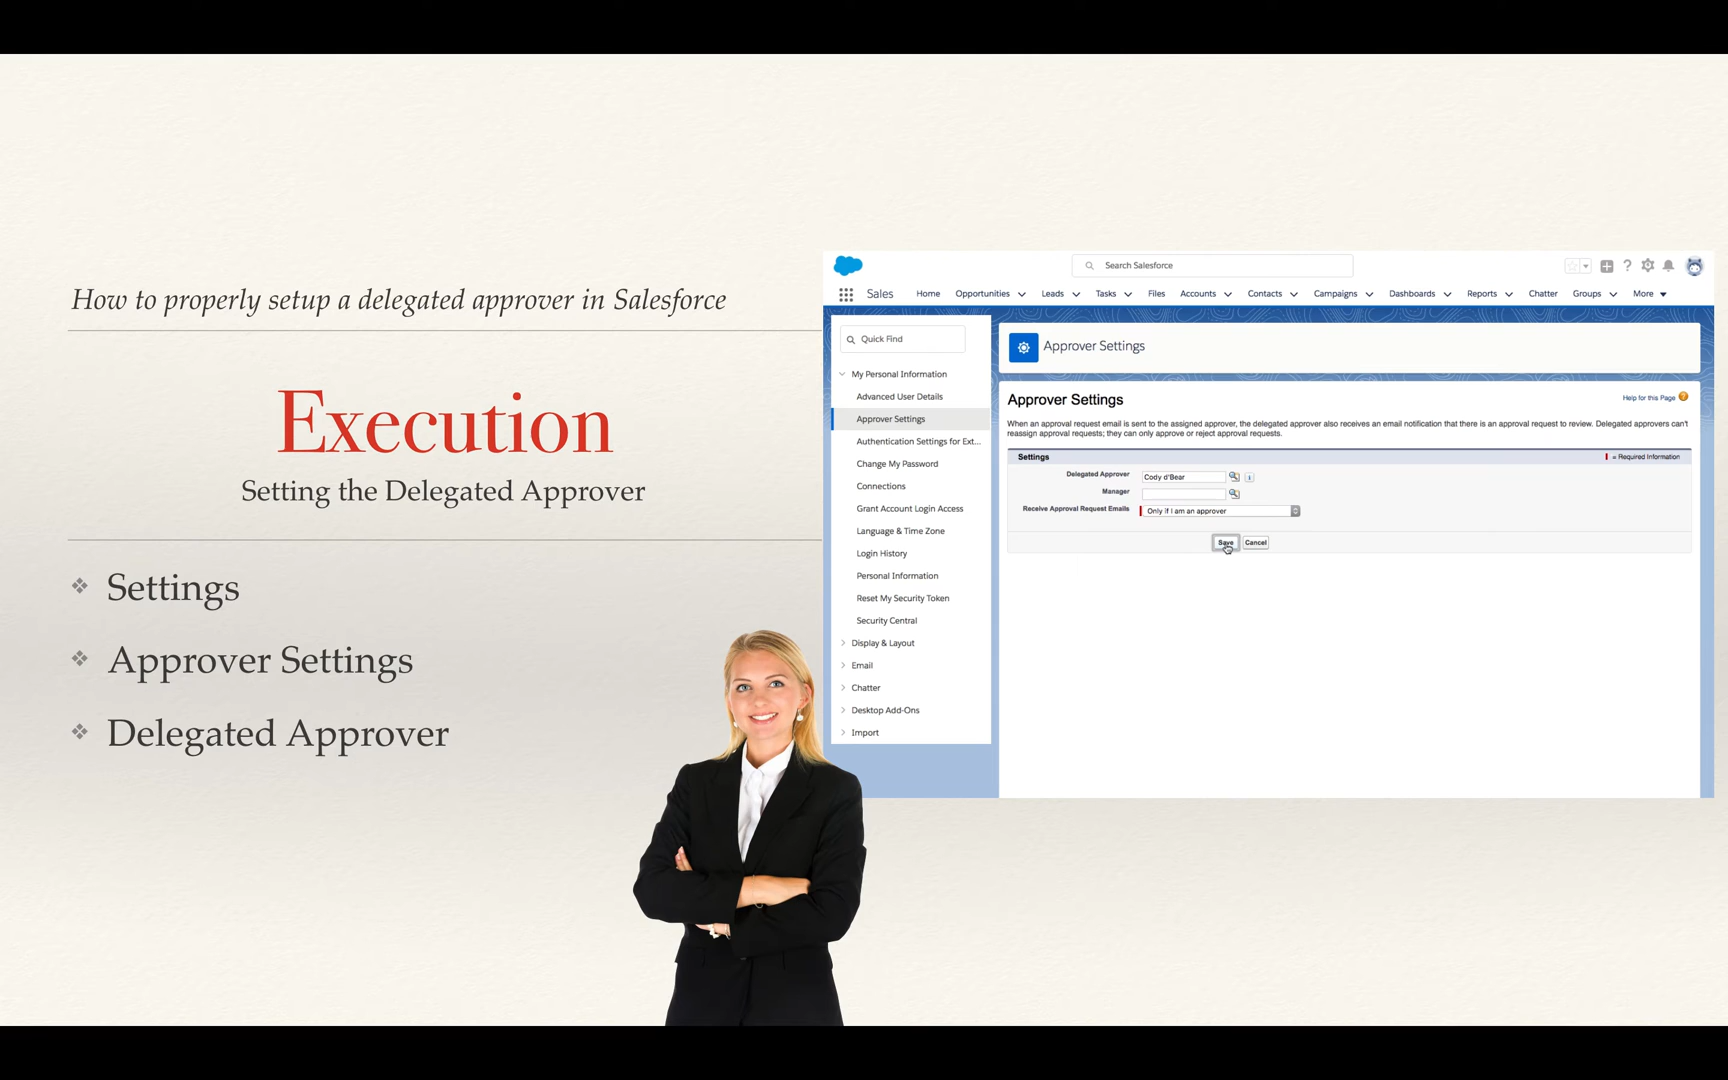 How to properly setup a delegated approver in Salesforce
Execution
Setting the Delegated Approver
Settings
Approver Settings
Delegated Approver
Search Salesforce
Sales Home Opportunities Leads Tasks Files Accounts Contacts Campaigns Dashboards Reports Chatter Groups More
Quick Find
My Personal Information
Advanced User Details
Approver Settings
Authentication Settings for Ext...
Change My Password
Connections
Grant Account Login Access
Language & Time Zone
Login History
Personal Information
Reset My Security Token
Security Central
Display & Layout
Email
Chatter
Desktop Add-Ons
Import
Approver Settings
Approver Settings
Help for this Page ?
When an approval request email is sent to the assigned approver, the delegated approver also receives an email notification that there is an approval request to review. Delegated approvers can't
reassign approval requests; they can only approve or reject approval requests.
Settings
= Required Information
Delegated Approver Cody d'Bear
Manager
Receive Approval Request Emails Only if I am an approver
Save Cancel